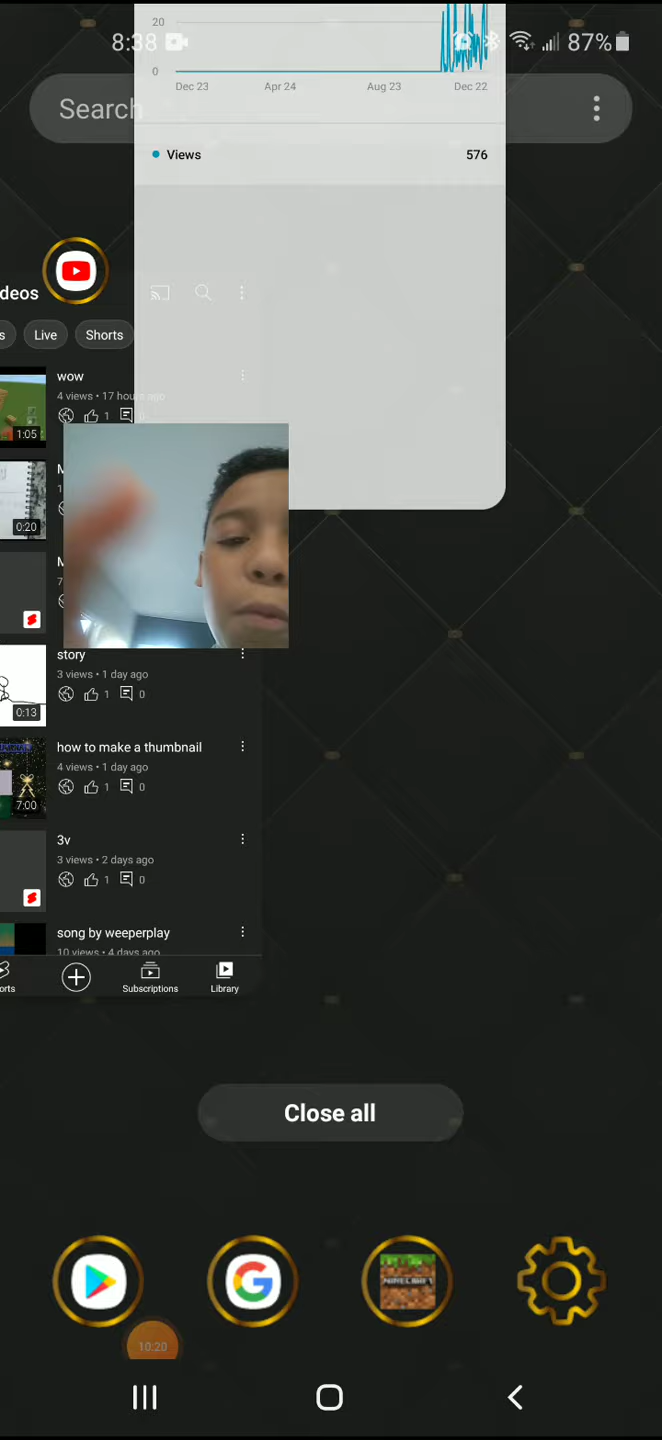 20
8:38
87%
0
Dec 23 Apr 24 Aug 23 Dec 22
Search
Views 576
deos
s Live Shorts
wow
4 views • 17 hours ago
1
1:05
0:20
story
3 views • 1 day ago
1 0
0:13
how to make a thumbnail
4 views • 1 day ago
1 0
7:00
3v
3 views • 2 days ago
1 0
song by weeperplay
10 views • 4 days ago
orts Subscriptions Library
Close all
MINECRAFT
10:20